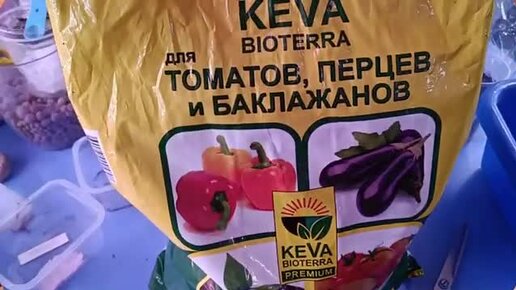 KEVA
BIOTERRA
ДЛЯ
ТОМАТОВ, ПЕРЦЕВ
И БАКЛАЖАНОВ
KEVA
BIOTERRA
PREMIUM